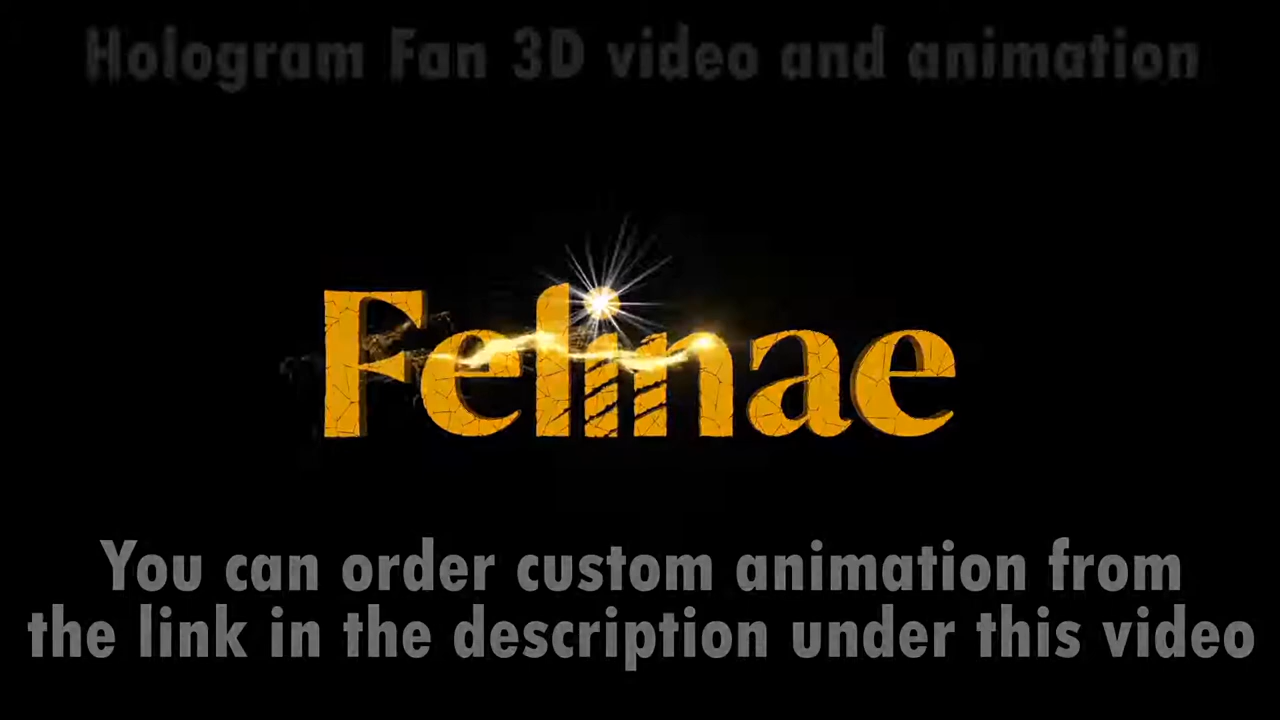 Hologram Fan 3D video and animation
Felinae
You can order custom animation from
the link in the description under this video